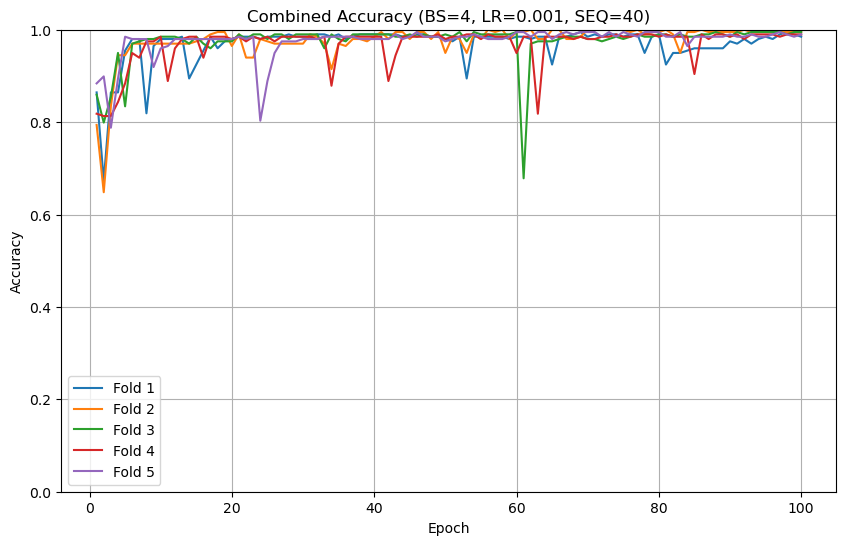 Combined Accuracy (BS=4, LR=0.001, SEQ=40)
Accuracy
1.0
0.8
0.6
0.4
0.2
0.0
Fold 1
Fold 2
Fold 3
Fold 4
Fold 5
0 20 40 60 80 100
Epoch